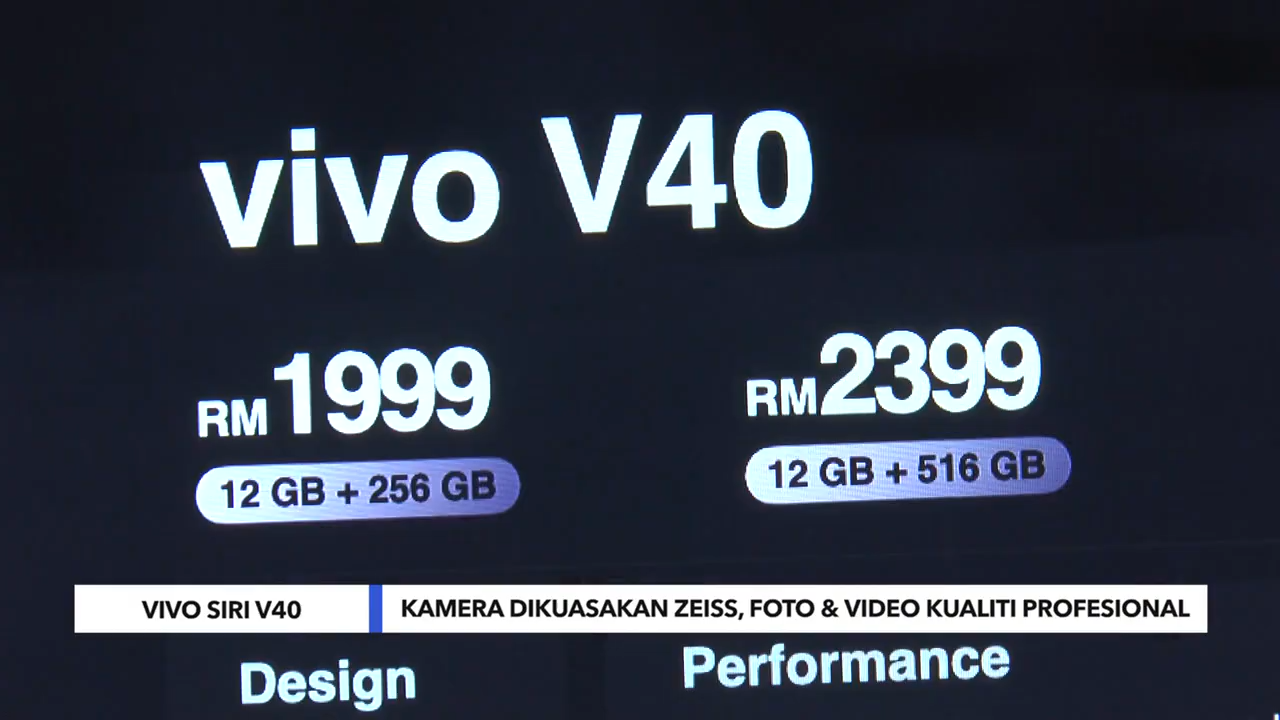 vivo V40
RM1999
RM2399
12 GB + 256 GB
12 GB + 516 GB
VIVO SIRI V40
KAMERA DIKUASAKAN ZEISS, FOTO & VIDEO KUALITI PROFESIONAL
Design
Performance